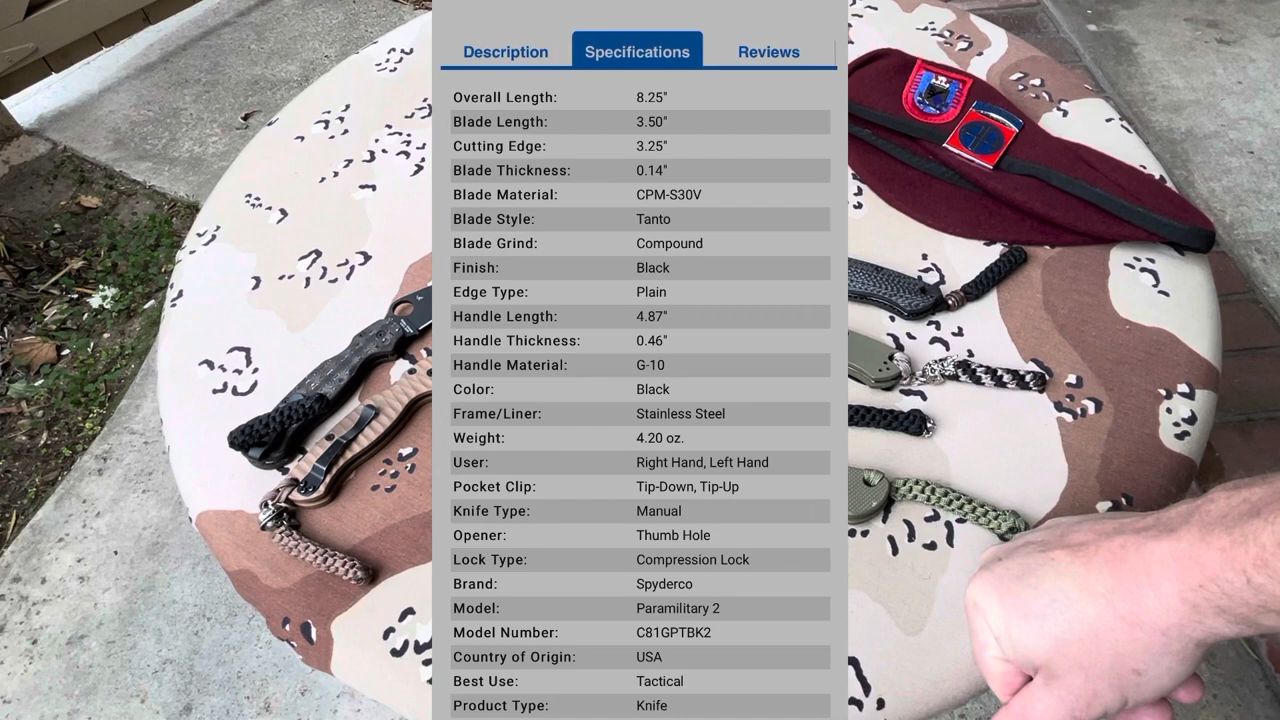 Description Specifications Reviews
Overall Length: 8.25"
Blade Length: 3.50"
Cutting Edge: 3.25"
Blade Thickness: 0.14"
Blade Material: CPM-S30V
Blade Style: Tanto
Blade Grind: Compound
Finish: Black
Edge Type: Plain
Handle Length: 4.87"
Handle Thickness: 0.46"
Handle Material: G-10
Color: Black
Frame/Liner: Stainless Steel
Weight: 4.20 oz.
User: Right Hand, Left Hand
Pocket Clip: Tip-Down, Tip-Up
Knife Type: Manual
Opener: Thumb Hole
Lock Type: Compression Lock
Brand: Spyderco
Model: Paramilitary 2
Model Number: C81GPTBK2
Country of Origin: USA
Best Use: Tactical
Product Type: Knife